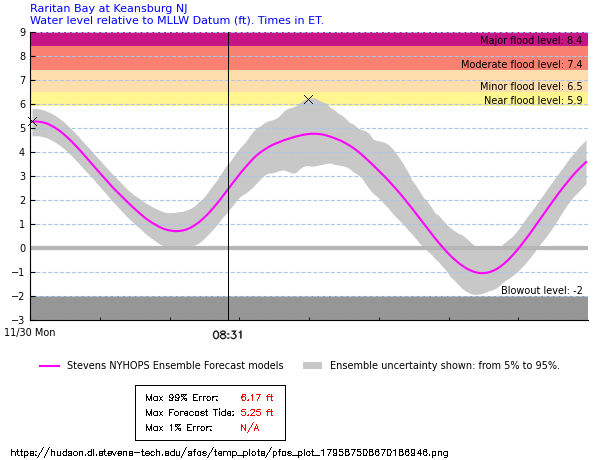 Raritan Bay at Keansburg NJ
Water level relative to MLLW Datum (ft). Times in ET.
9
Major flood level: 8.4
8
Moderate flood level: 7.4
7
Minor flood level: 6.5
Near flood level: 5.9
6
5
4
3
2
1
0
−1
Blowout level: -2
−2
−3
11/30 Mon
08:31
Stevens NYHOPS Ensemble Forecast models
Ensemble uncertainty shown: from 5% to 95%.
Max 99% Error: 6.17 ft
Max Forecast Tide: 5.25 ft
Max 1% Error: N/A
https://hudson.dl.stevens-tech.edu/afos/temp_plots/pfas_plot_179587508670186946.png